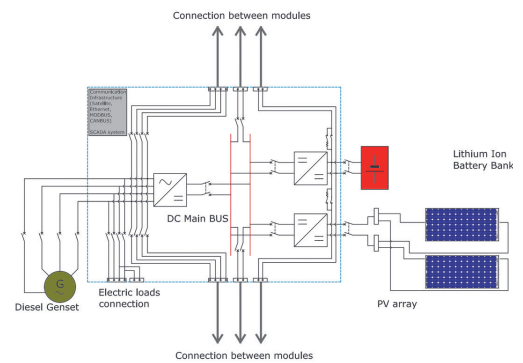 Connection between modules
Communication
Infrastructure
(Satellite,
Ethernet,
MODBUS,
CANBUS)
SCADA system
Lithium Ion
Battery Bank
DC Main BUS
G
Diesel Genset
Electric loads
connection
PV array
Connection between modules